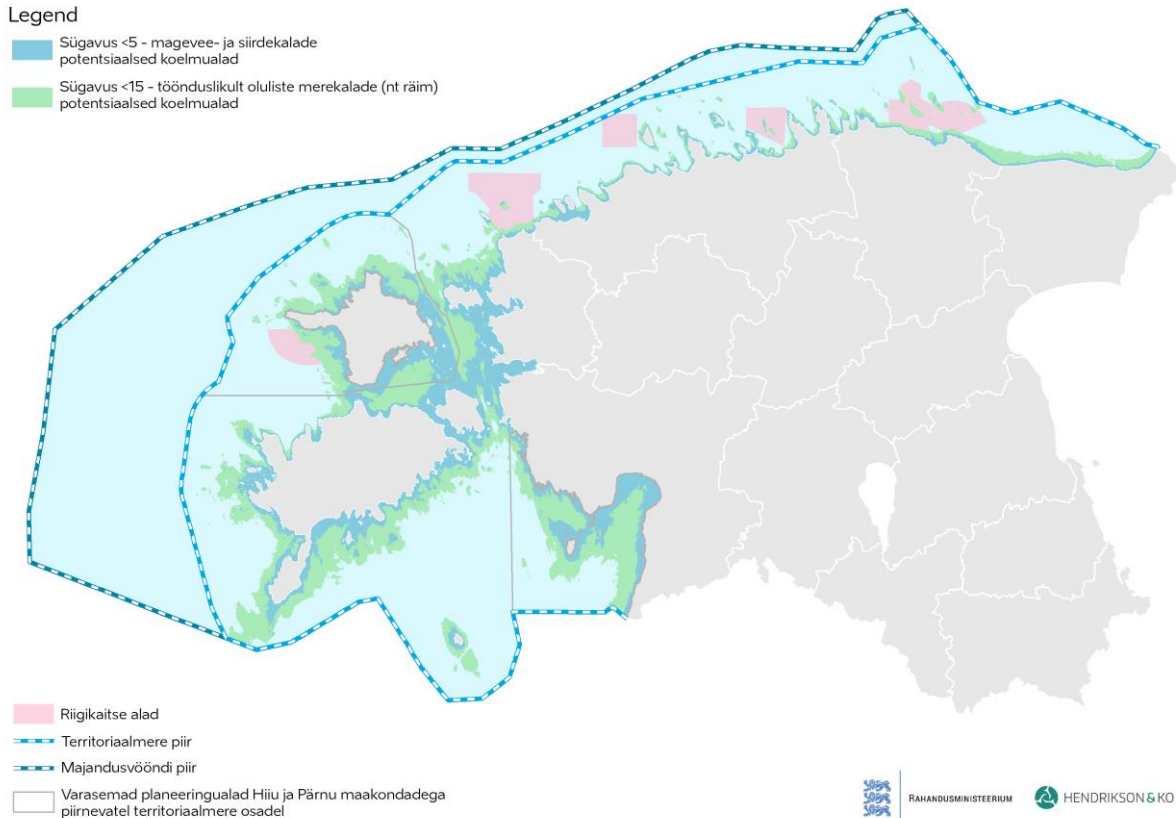 Legend
Sügavus <5 - magevee- ja siirdekalade
potentsiaalsed koelmualad
Sügavus <15 - töönduslikult oluliste merekalade (nt räim)
potentsiaalsed koelmualad
Riigikaitse alad
Territoriaalmere piir
Majandusvööndi piir
Varasemad planeeringualad Hiiu ja Pärnu maakondadega
piirnevatel territoriaalmere osadel
RAHANDUSMINISTEERIUM
HENDRIKSON & KO